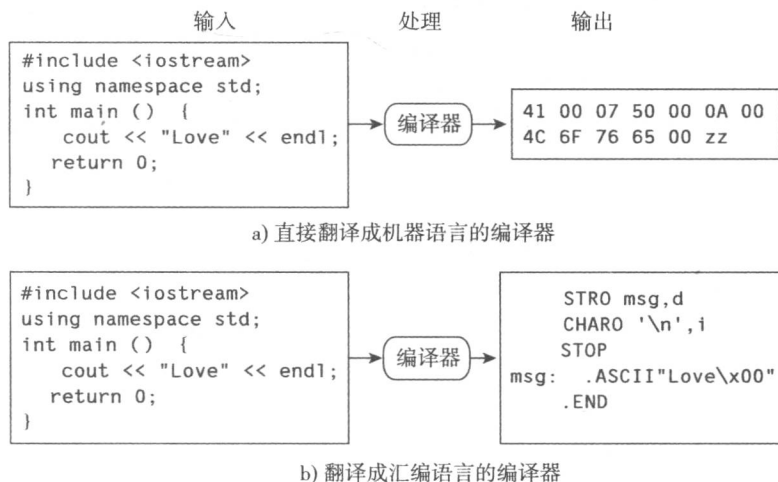 输入 处理 输出
#include <iostream>
using namespace std;
int main () {
cout << "Love" << endl;
return 0;
}
编译器
41 00 07 50 00 0A 00
4C 6F 76 65 00 zz
a) 直接翻译成机器语言的编译器
#include <iostream>
using namespace std;
int main () {
cout << "Love" << endl;
return 0;
}
编译器
STRO msg,d
CHARO '\n',i
STOP
msg: .ASCII"Love\x00"
.END
b) 翻译成汇编语言的编译器